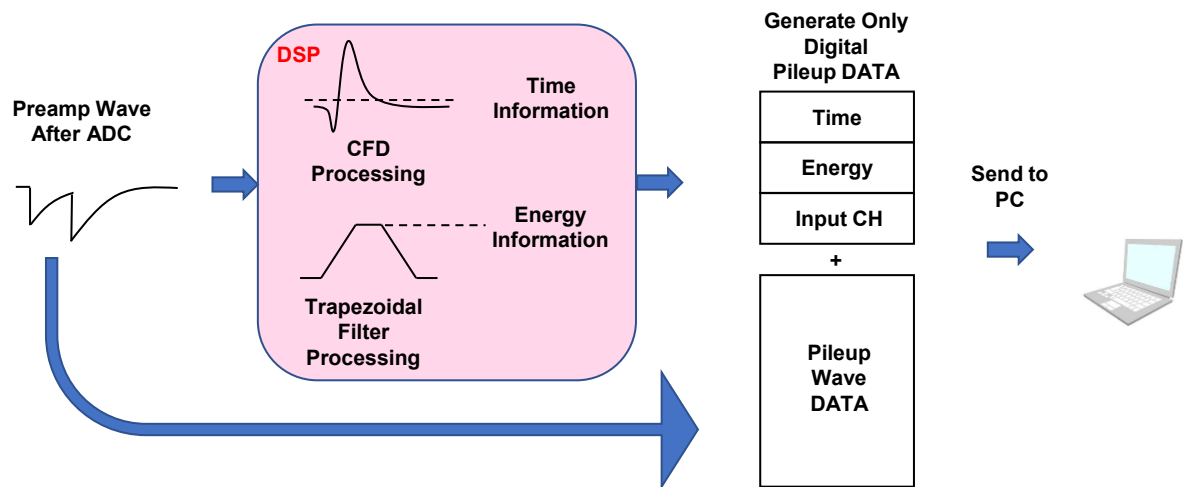 Preamp Wave
After ADC
DSP
CFD
Processing
Time
Information
Trapezoidal
Filter
Processing
Energy
Information
Generate Only
Digital
Pileup DATA
Time
Energy
Input CH
+
Pileup
Wave
DATA
Send to
PC